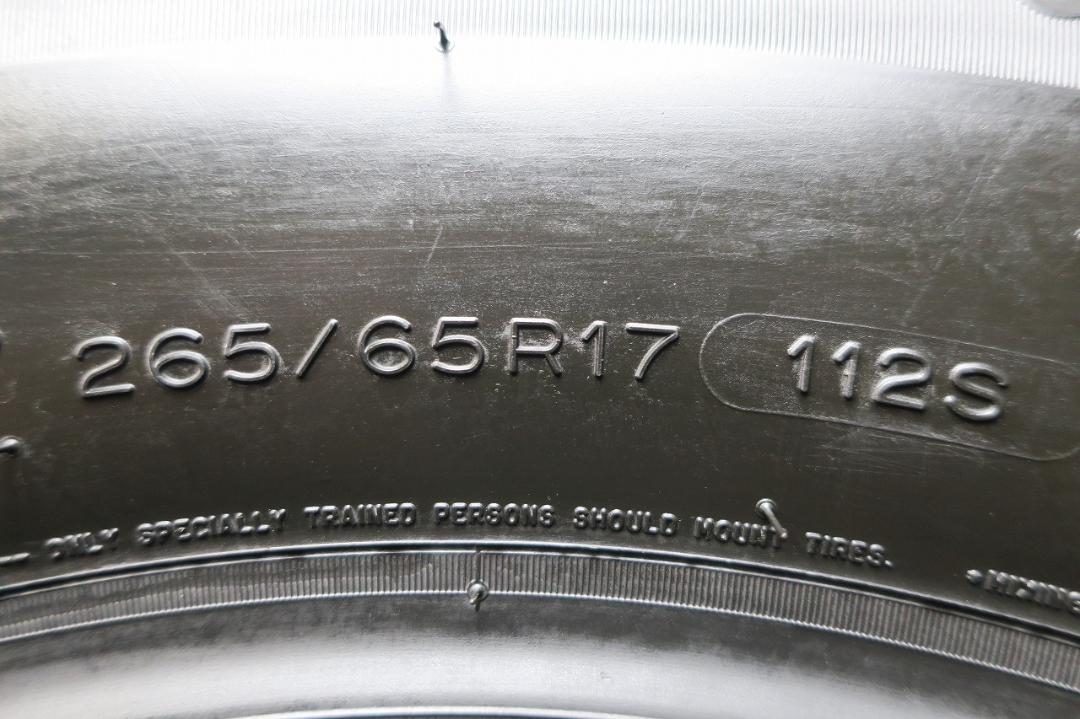 265/65R17 112S
ONLY SPECIALLY TRAINED PERSONS SHOULD MOUNT TIRES.